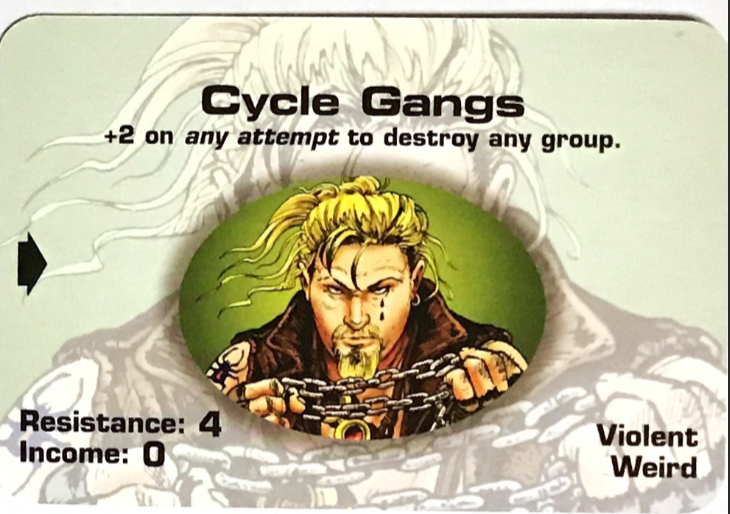 Cycle Gangs
+2 on any attempt to destroy any group.
Resistance: 4
Income: 0
Violent
Weird